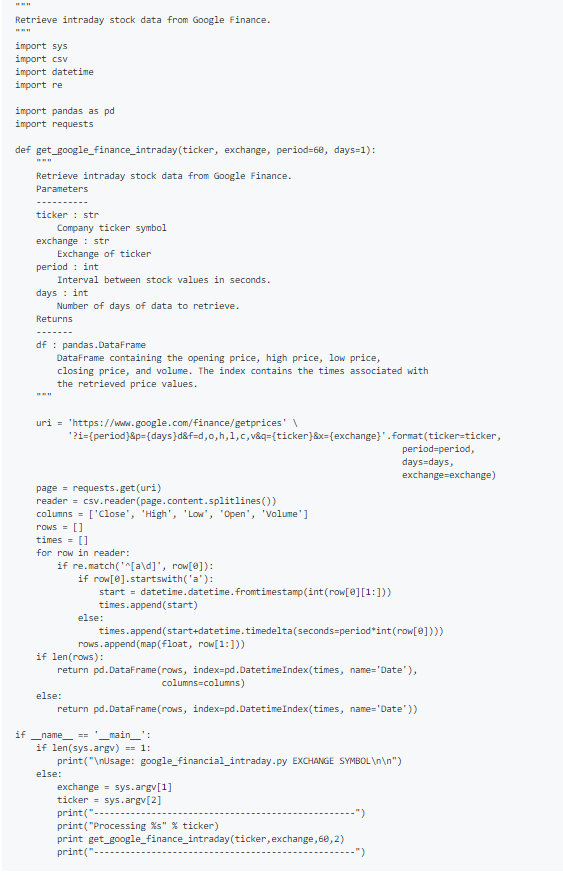 """
Retrieve intraday stock data from Google Finance.
"""
import sys
import csv
import datetime
import re

import pandas as pd
import requests

def get_google_finance_intraday(ticker, exchange, period=60, days=1):
    """
    Retrieve intraday stock data from Google Finance.
    Parameters
    ----------
    ticker : str
        Company ticker symbol
    exchange : str
        Exchange of ticker
    period : int
        Interval between stock values in seconds.
    days : int
        Number of days of data to retrieve.
    Returns
    -------
    df : pandas.DataFrame
        DataFrame containing the opening price, high price, low price,
        closing price, and volume. The index contains the times associated with
        the retrieved price values.
    """

    uri = 'https://www.google.com/finance/getprices' \
          '?i={period}&p={days}d&f=d,o,h,l,c,v&q={ticker}&x={exchange}'.format(ticker=ticker,
                                                                          period=period,
                                                                          days=days,
                                                                          exchange=exchange)
    page = requests.get(uri)
    reader = csv.reader(page.content.splitlines())
    columns = ['Close', 'High', 'Low', 'Open', 'Volume']
    rows = []
    times = []
    for row in reader:
        if re.match('^[a\d]', row[0]):
            if row[0].startswith('a'):
                start = datetime.datetime.fromtimestamp(int(row[0][1:]))
                times.append(start)
            else:
                times.append(start+datetime.timedelta(seconds=period*int(row[0])))
            rows.append(map(float, row[1:]))
    if len(rows):
        return pd.DataFrame(rows, index=pd.DatetimeIndex(times, name='Date'),
                            columns=columns)
    else:
        return pd.DataFrame(rows, index=pd.DatetimeIndex(times, name='Date'))

if __name__ == '__main__':
    if len(sys.argv) == 1:
        print("\nUsage: google_financial_intraday.py EXCHANGE SYMBOL\n\n")
    else:
        exchange = sys.argv[1]
        ticker = sys.argv[2]
        print("--------------------------------------------------")
        print("Processing %s" % ticker)
        print get_google_finance_intraday(ticker,exchange,60,2)
        print("--------------------------------------------------")